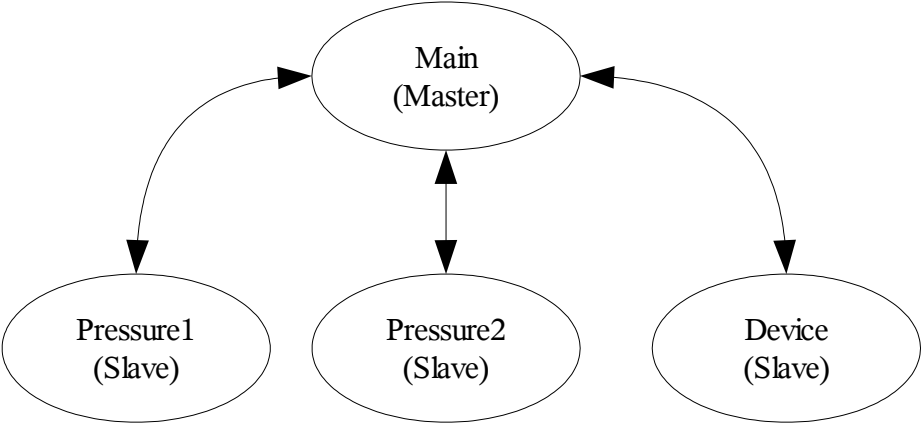 Main
(Master)
Pressure1
(Slave)
Pressure2
(Slave)
Device
(Slave)